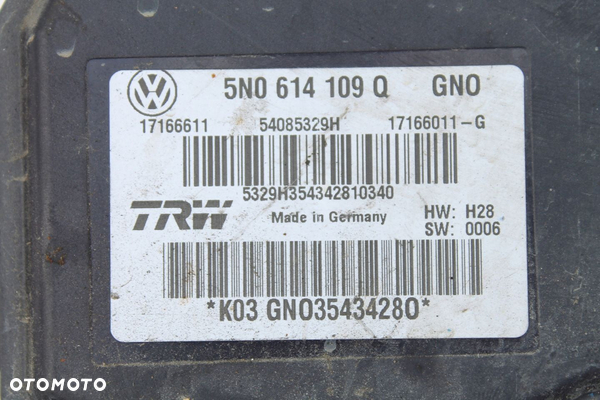 5N0 614 109 Q GNO
17166611 54085329H 17166011-G
5329H354342810340
TRW Made in Germany HW: H28
SW: 0006
*K03 GNO35434280*
OTOMOTO